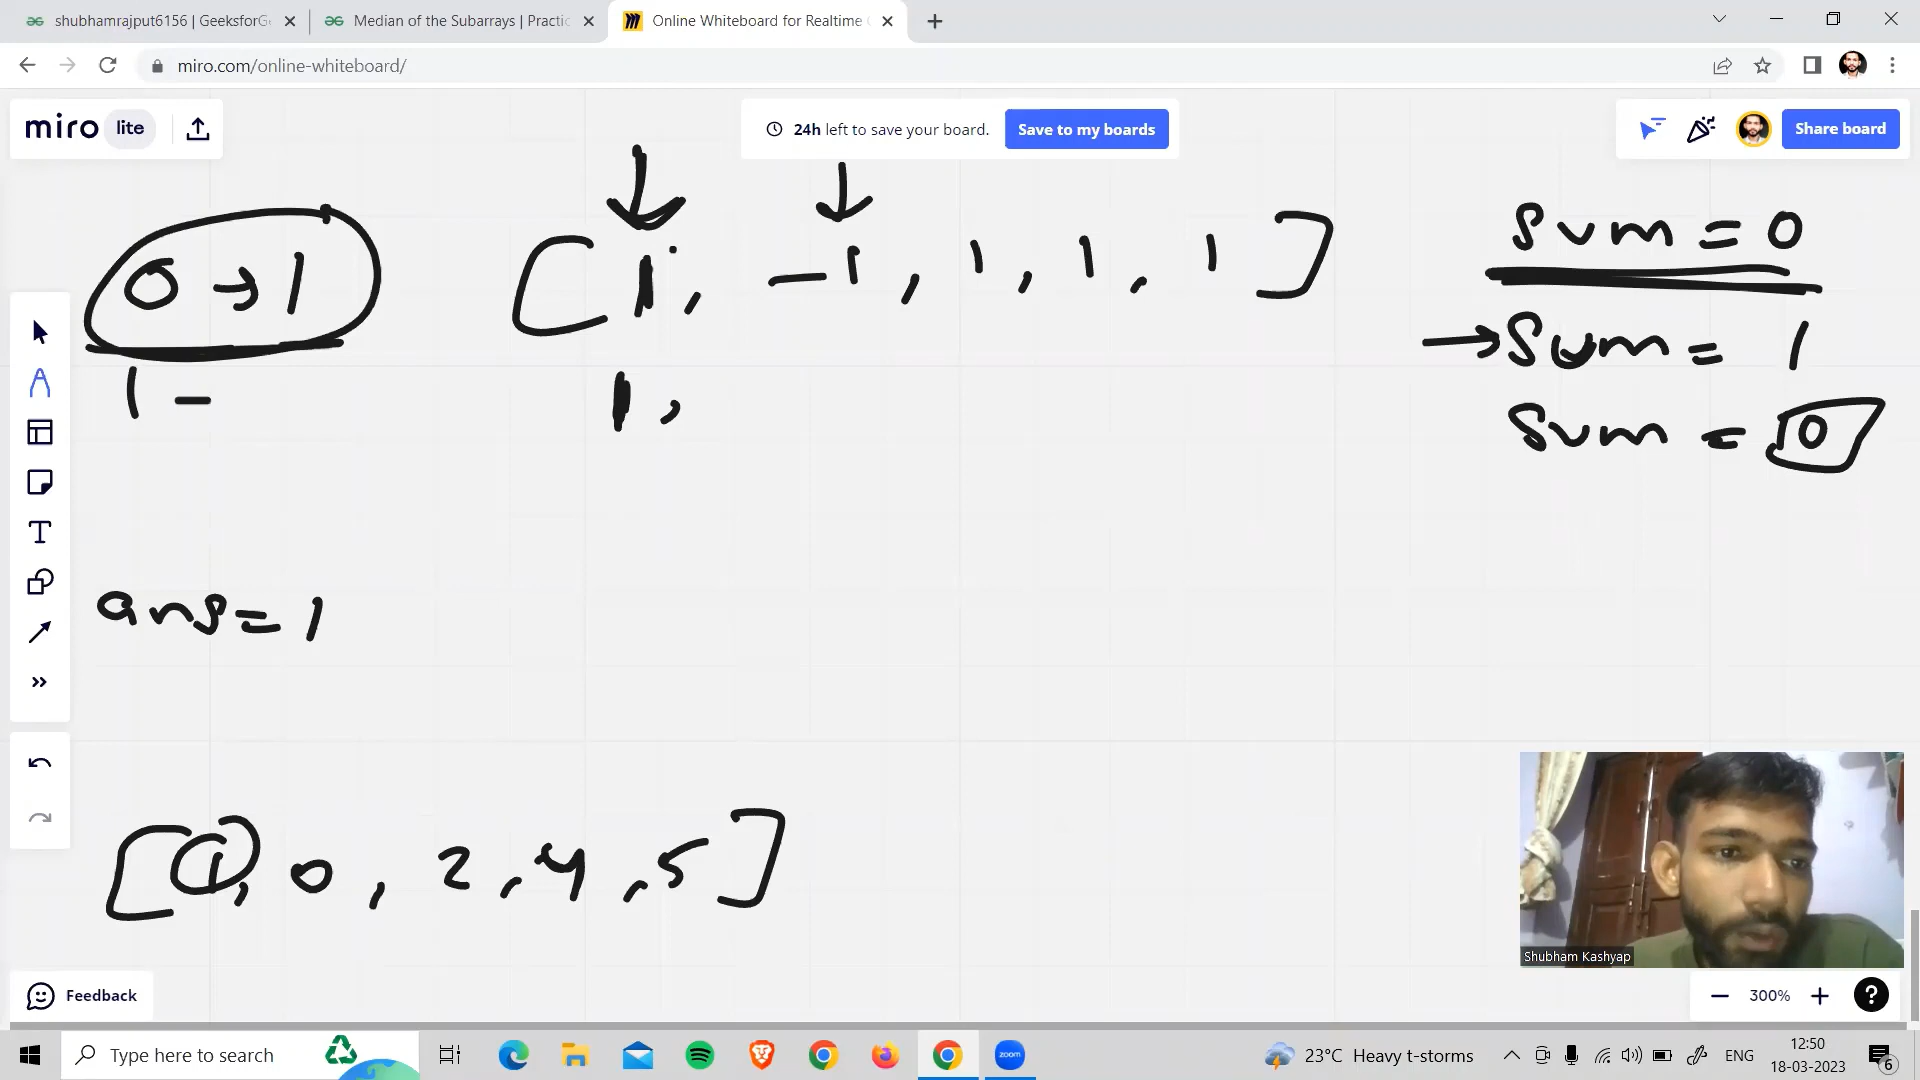 shubhamrajput6156 | GeeksforGe
Median of the Subarrays | Practic
Online Whiteboard for Realtime C
miro.com/online-whiteboard/
miro lite
24h left to save your board.
Save to my boards
Share board
0 → 1
[1, -1, 1, 1, 1]
Sum = 0
→ Sum = 1
1 -
1,
Sum = 0
ans = 1
[1, 0, 2, 4, 5]
Shubham Kashyap
Feedback
300%
Type here to search
zoom
23°C Heavy t-storms
ENG
12:50
18-03-2023
6